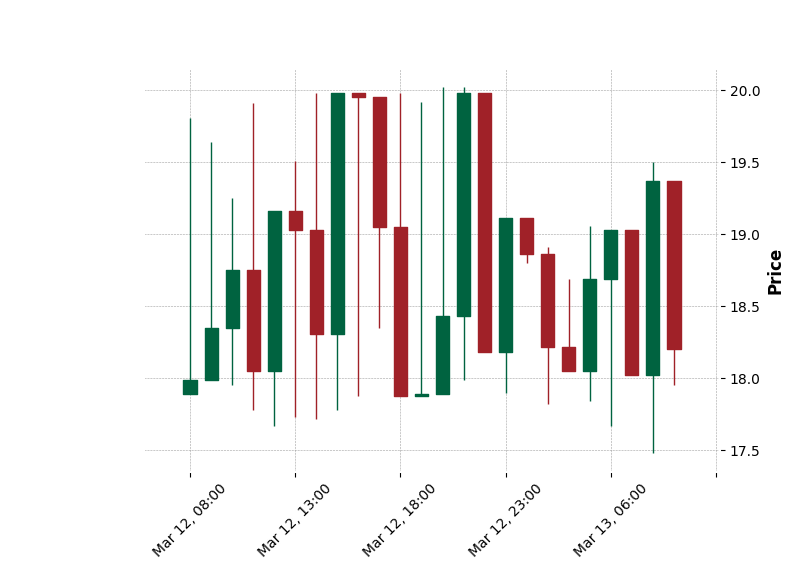 20.0
19.5
19.0
18.5
18.0
17.5
Price
Mar 12, 08:00
Mar 12, 13:00
Mar 12, 18:00
Mar 12, 23:00
Mar 13, 06:00